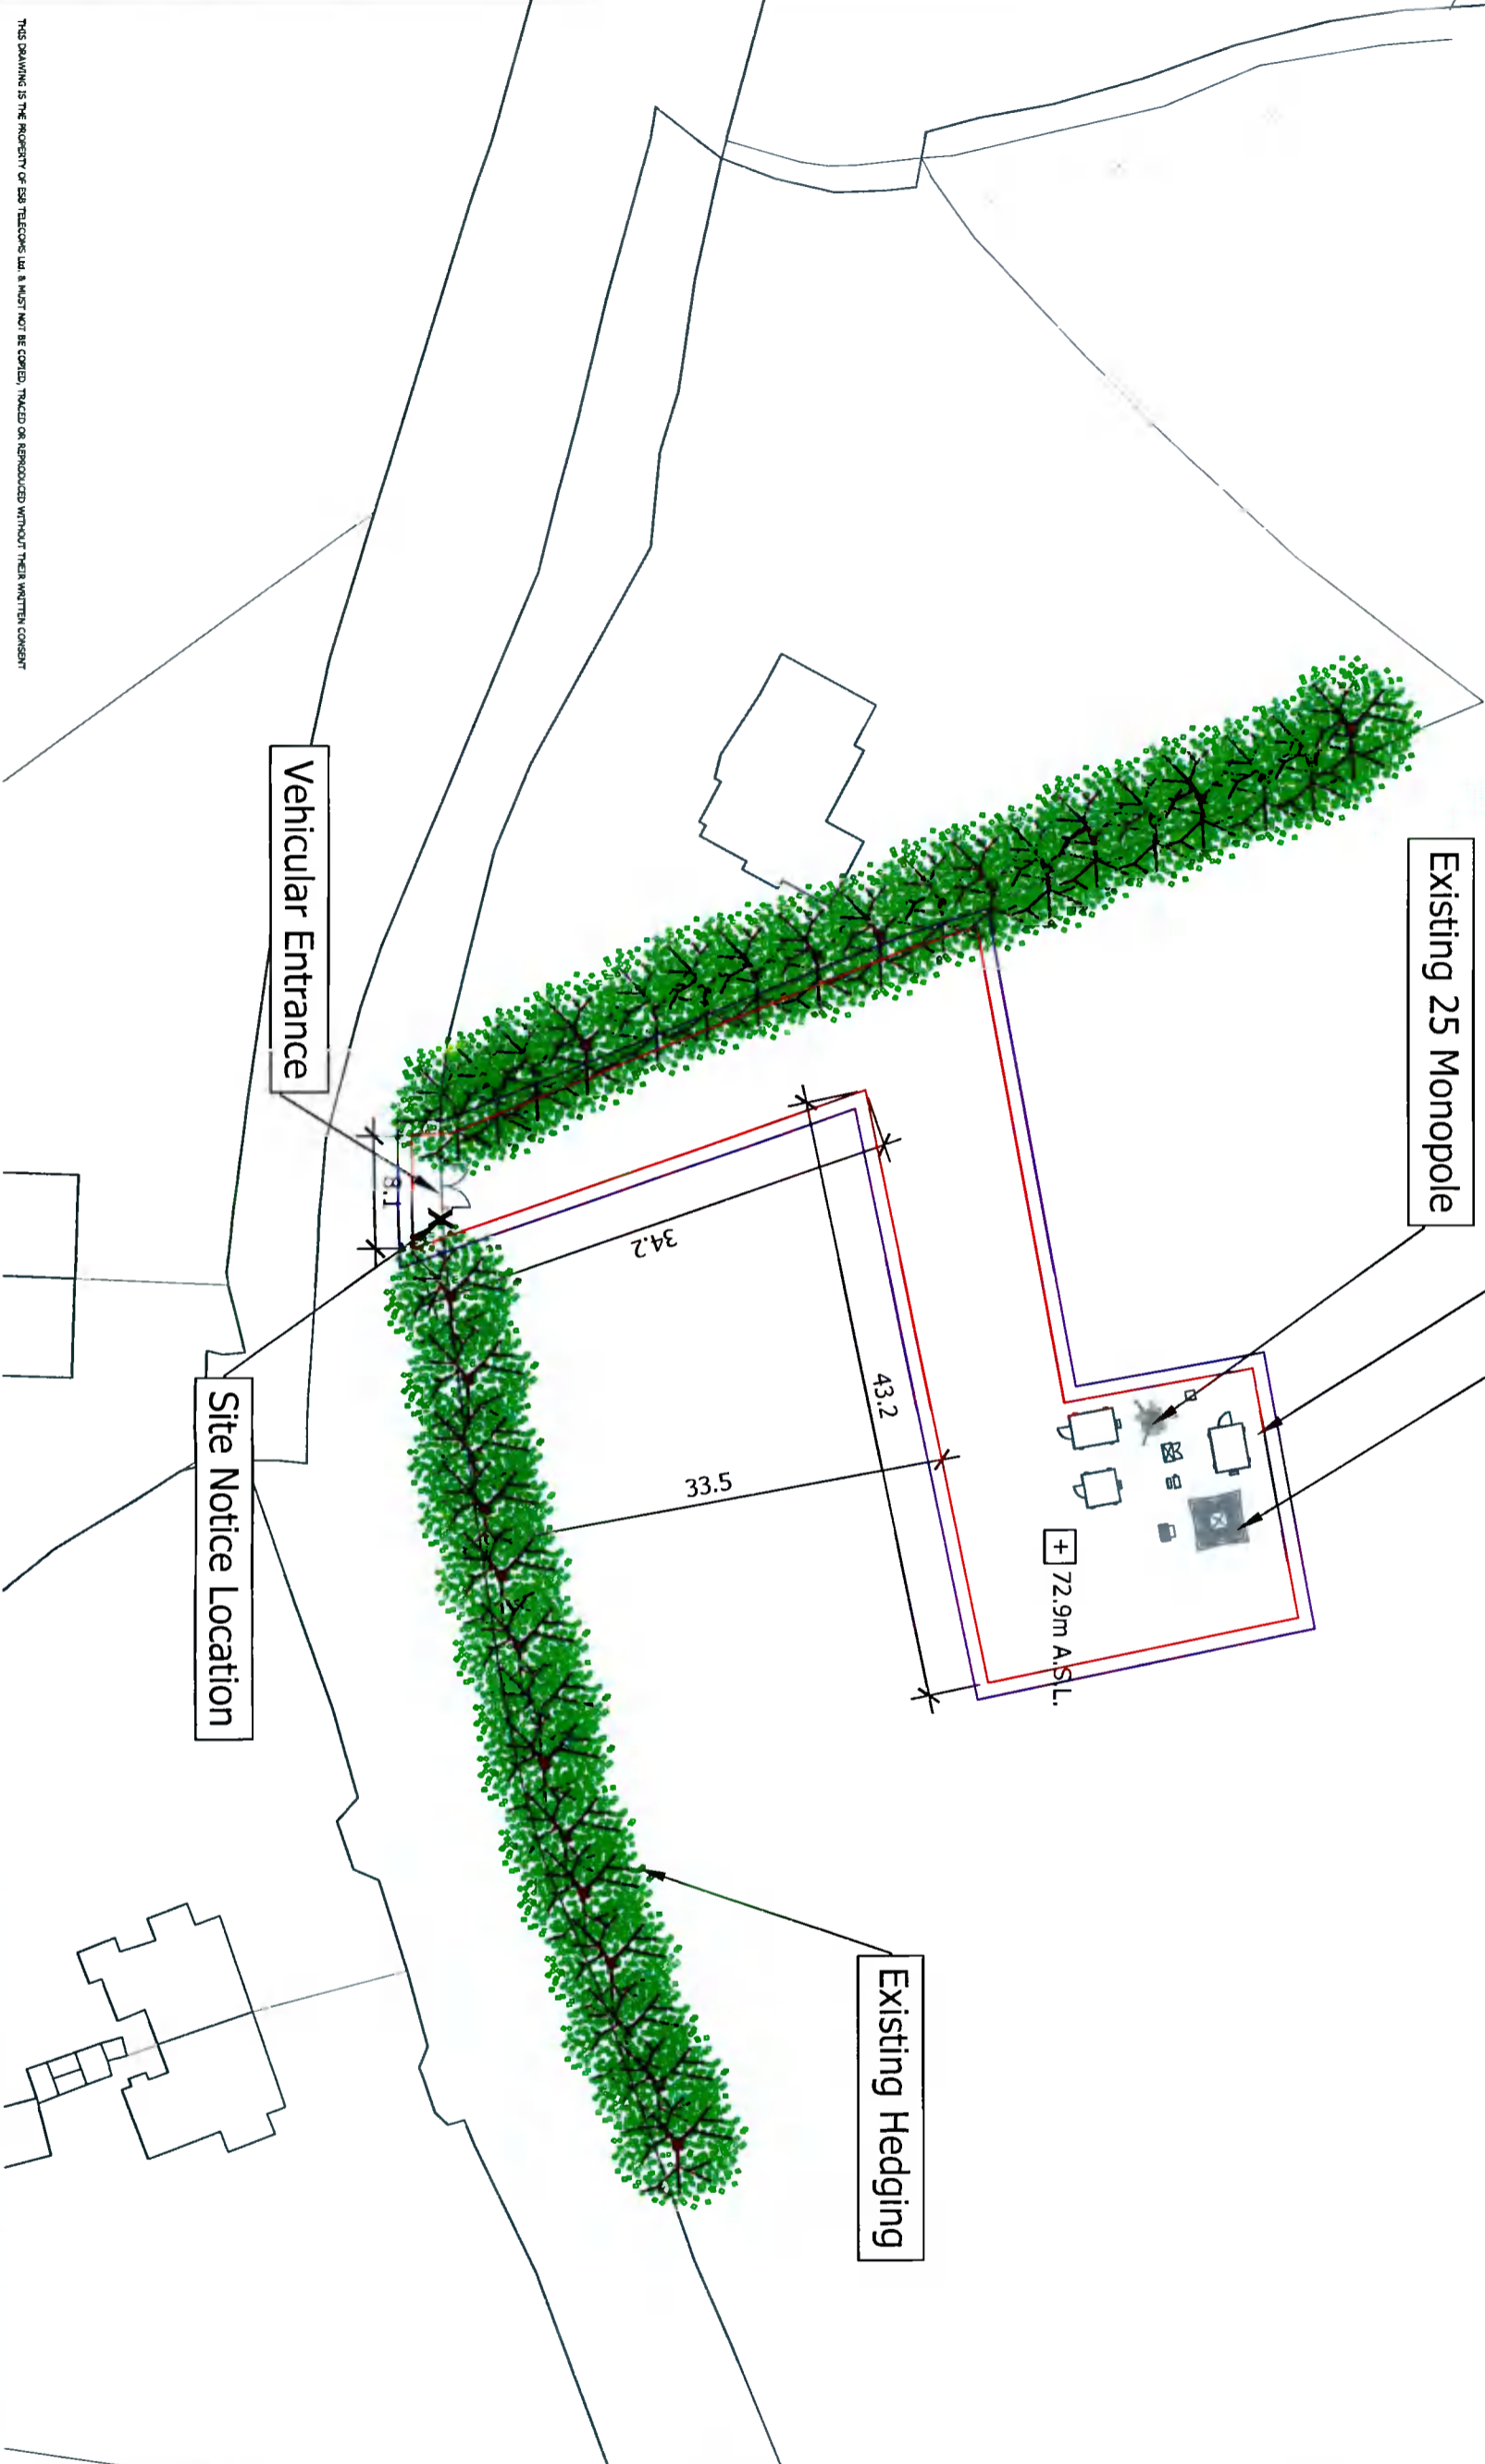 Existing 25 Monopole
+ 72.9m A.S.L.
43.2
34.2
33.5
8.1
Existing Hedging
Vehicular Entrance
X
Site Notice Location
THIS DRAWING IS THE PROPERTY OF ESB TELECOMS Ltd. & MUST NOT BE COPIED, TRACED OR REPRODUCED WITHOUT THEIR WRITTEN CONSENT